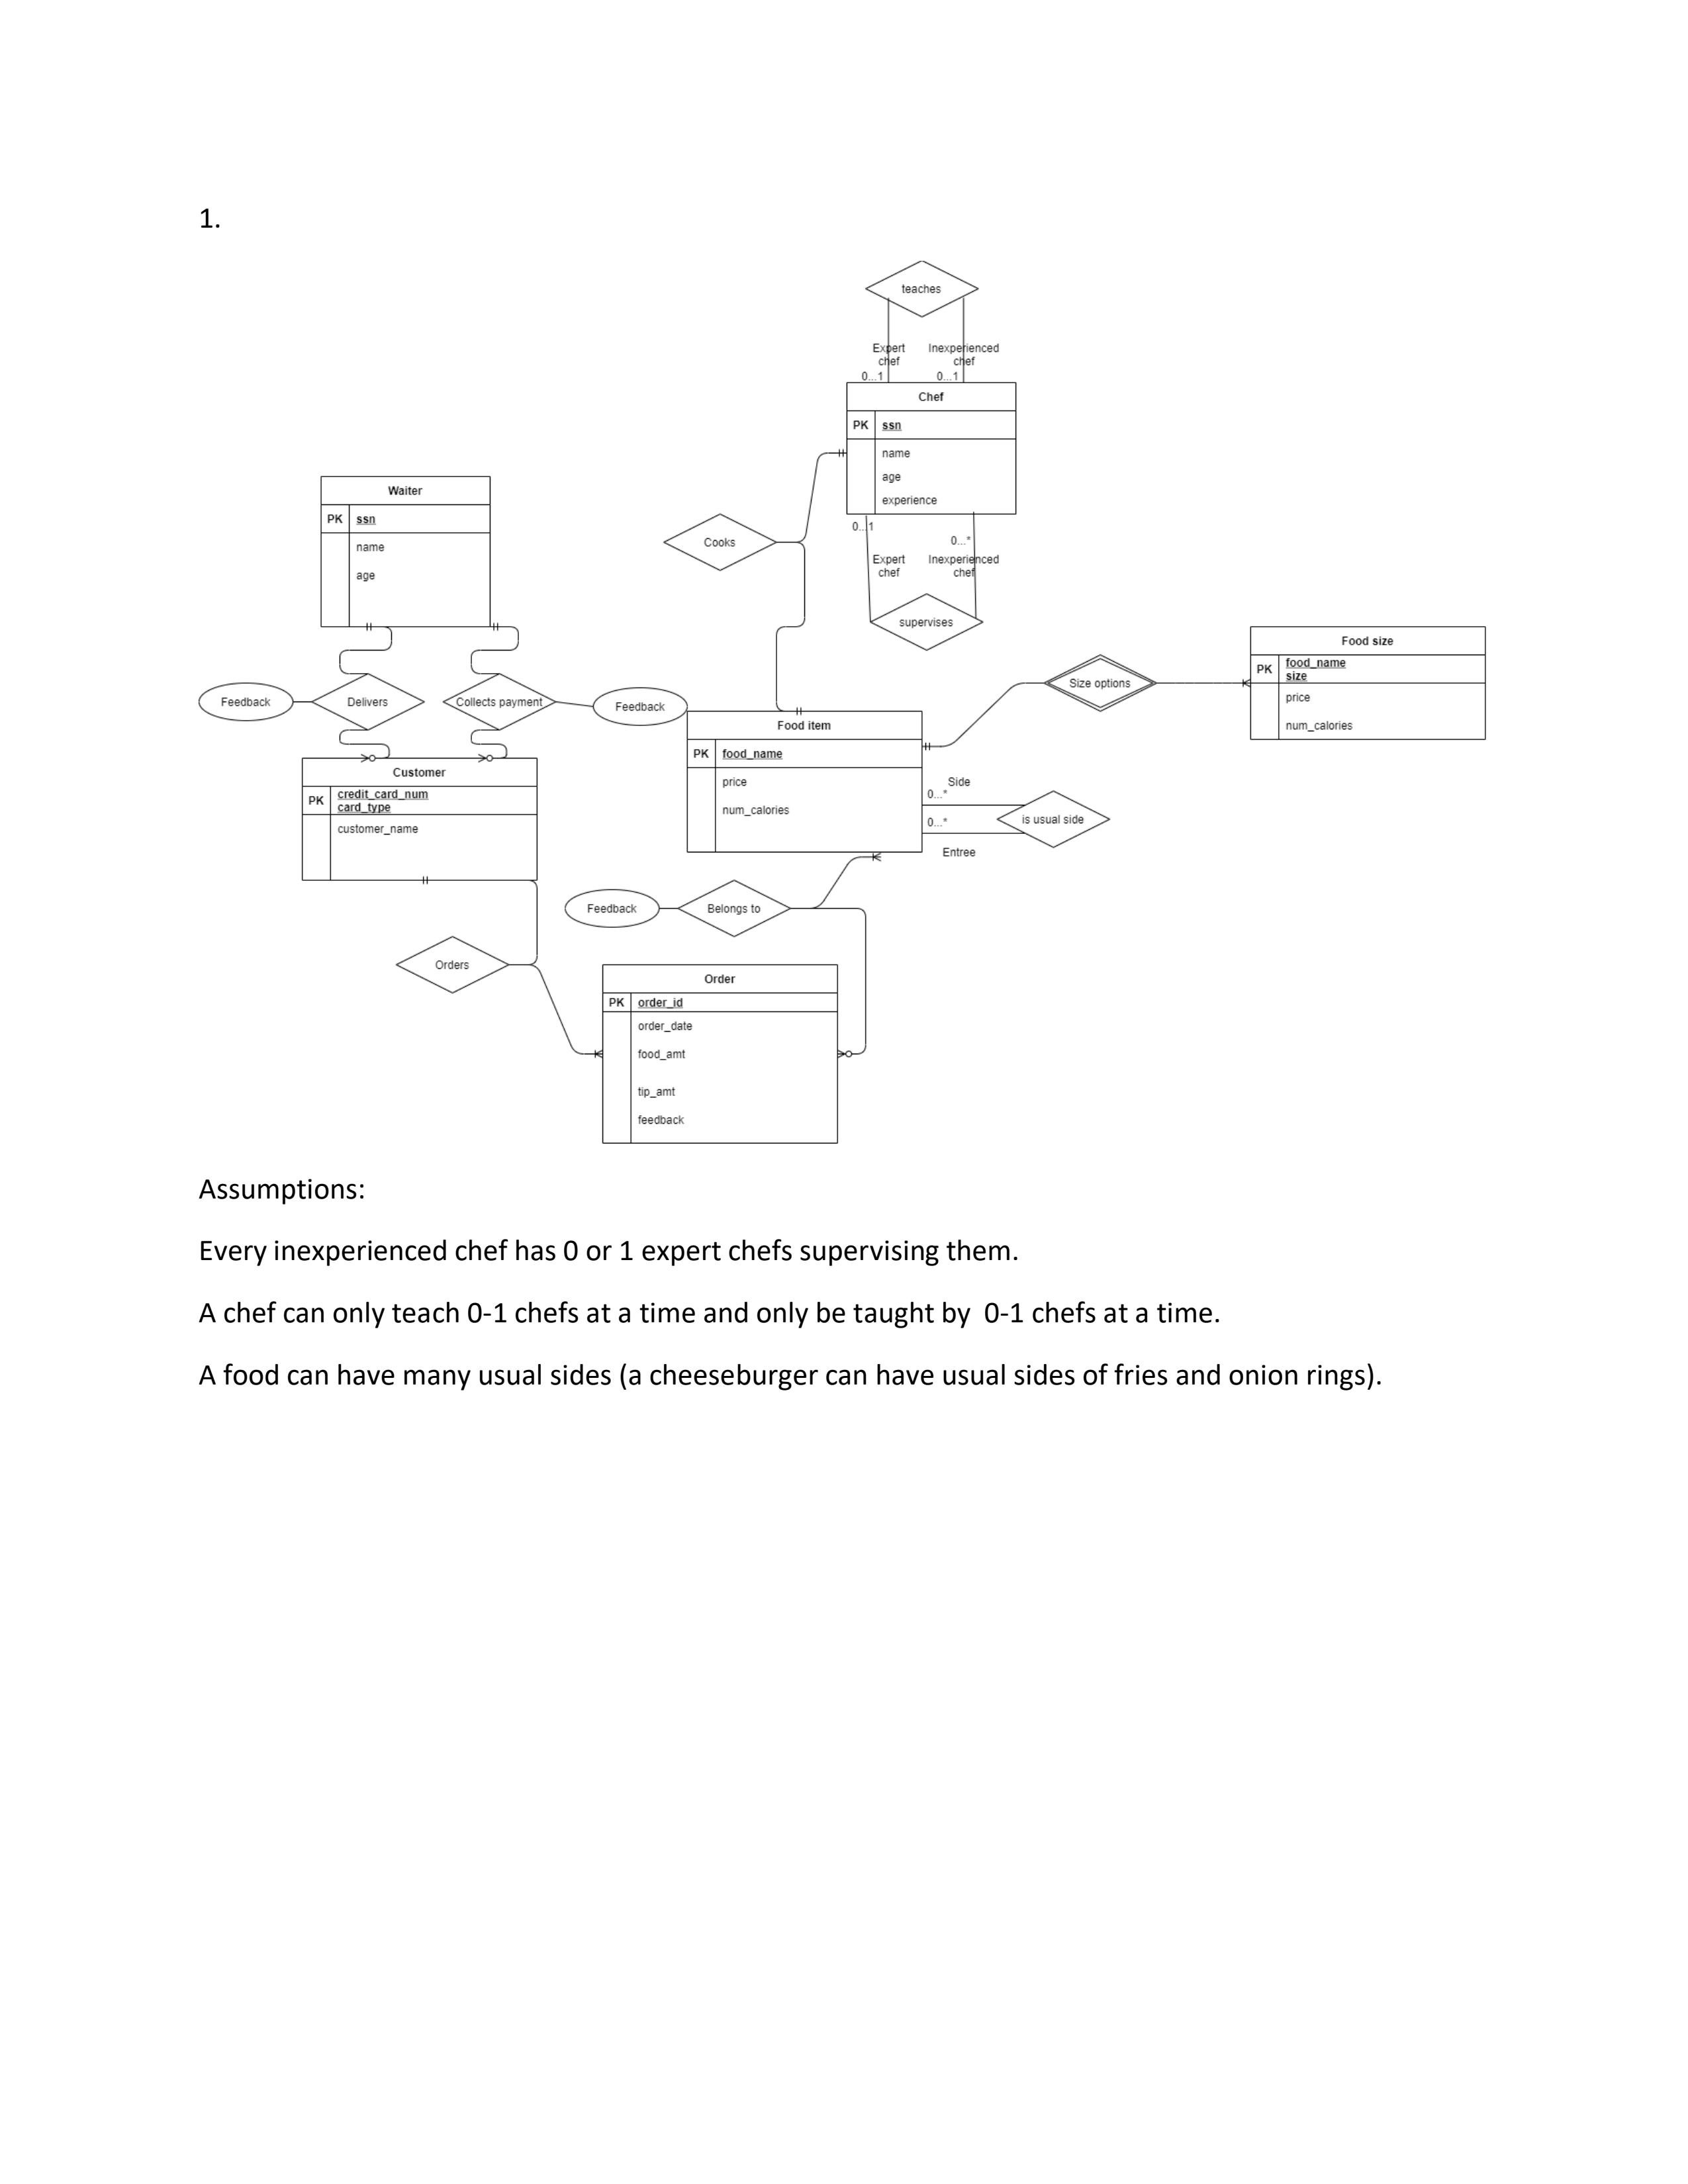 1.
teaches
Expert
chef
Inexperienced
chef
0...1
0...1
Chef
PK
ssn
name
age
experience
0...1
0...*
Expert
chef
Inexperienced
chef
supervises
Cooks
Waiter
PK
ssn
name
age
Feedback
Delivers
Collects payment
Feedback
Customer
PK
credit_card_num
card_type
customer_name
Food item
PK
food_name
price
num_calories
Size options
Food size
PK
food_name
size
price
num_calories
Side
0...*
0...*
Entree
is usual side
Feedback
Belongs to
Orders
Order
PK
order_id
order_date
food_amt
tip_amt
feedback
Assumptions:
Every inexperienced chef has 0 or 1 expert chefs supervising them.
A chef can only teach 0-1 chefs at a time and only be taught by  0-1 chefs at a time.
A food can have many usual sides (a cheeseburger can have usual sides of fries and onion rings).